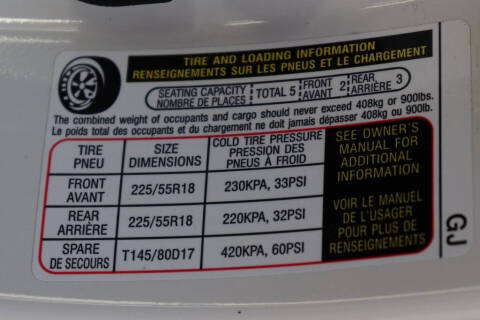 TIRE AND LOADING INFORMATION
RENSEIGNEMENTS SUR LES PNEUS ET LE CHARGEMENT
SEATING CAPACITY
NOMBRE DE PLACES
TOTAL 5
FRONT
AVANT 2
REAR
ARRIÈRE 3
The combined weight of occupants and cargo should never exceed 408kg or 900lbs.
Le poids total des occupants et du chargement ne doit jamais dépasser 408kg ou 900lb.
TIRE
PNEU
SIZE
DIMENSIONS
COLD TIRE PRESSURE
PRESSION DES
PNEUS À FROID
FRONT
AVANT
225/55R18
230KPA, 33PSI
REAR
ARRIÈRE
225/55R18
220KPA, 32PSI
SPARE
DE SECOURS
T145/80D17
420KPA, 60PSI
SEE OWNER'S
MANUAL FOR
ADDITIONAL
INFORMATION
VOIR LE MANUEL
DE L'USAGER
POUR PLUS DE
RENSEIGNEMENTS
GJ